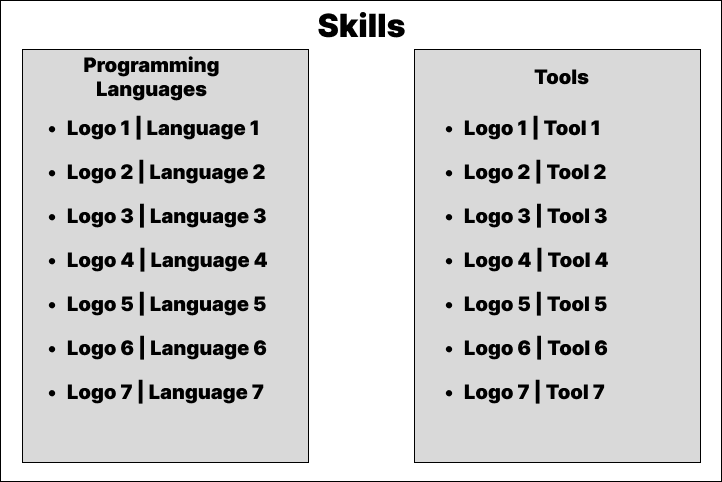 Skills
Programming
Languages
• Logo 1 | Language 1
• Logo 2 | Language 2
• Logo 3 | Language 3
• Logo 4 | Language 4
• Logo 5 | Language 5
• Logo 6 | Language 6
• Logo 7 | Language 7
Tools
• Logo 1 | Tool 1
• Logo 2 | Tool 2
• Logo 3 | Tool 3
• Logo 4 | Tool 4
• Logo 5 | Tool 5
• Logo 6 | Tool 6
• Logo 7 | Tool 7